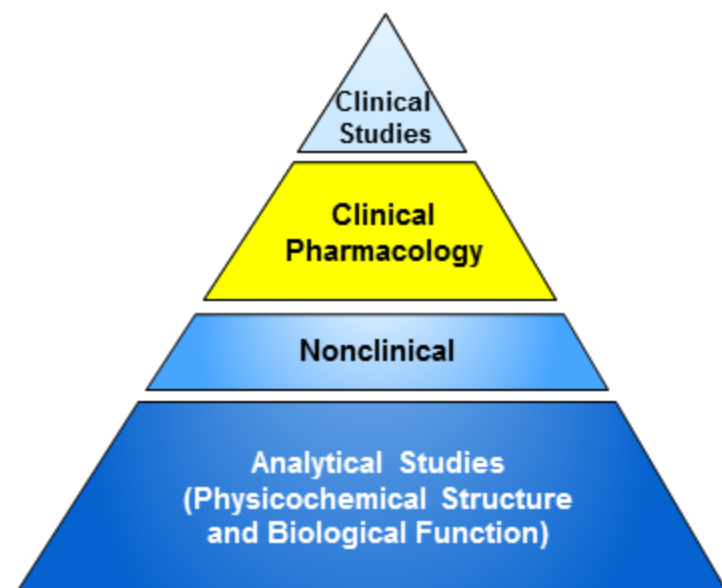 Clinical
Studies
Clinical
Pharmacology
Nonclinical
Analytical Studies
(Physicochemical Structure
and Biological Function)